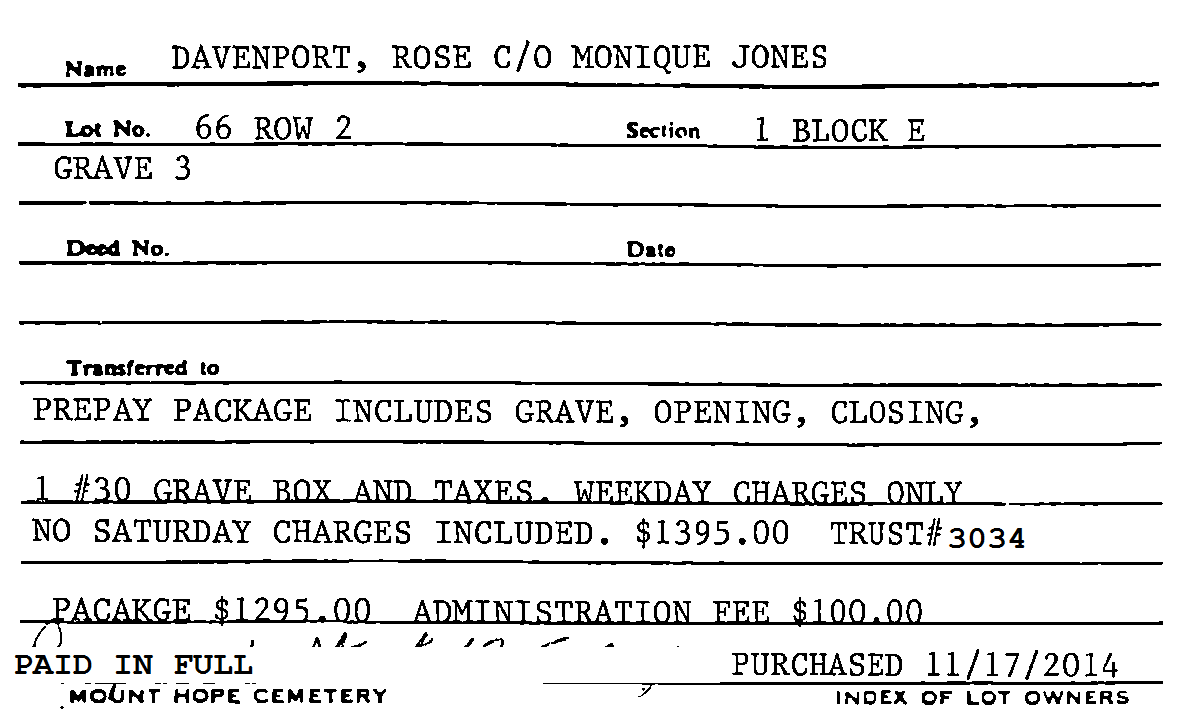 Name DAVENPORT, ROSE C/O MONIQUE JONES
Lot No. 66 ROW 2 Section 1 BLOCK E
GRAVE 3
Deed No. Date
Transferred to
PREPAY PACKAGE INCLUDES GRAVE, OPENING, CLOSING,
1 #30 GRAVE BOX AND TAXES. WEEKDAY CHARGES ONLY
NO SATURDAY CHARGES INCLUDED. $1395.00 TRUST#3034
PACAKGE $1295.00 ADMINISTRATION FEE $100.00
PAID IN FULL PURCHASED 11/17/2014
MOUNT HOPE CEMETERY INDEX OF LOT OWNERS